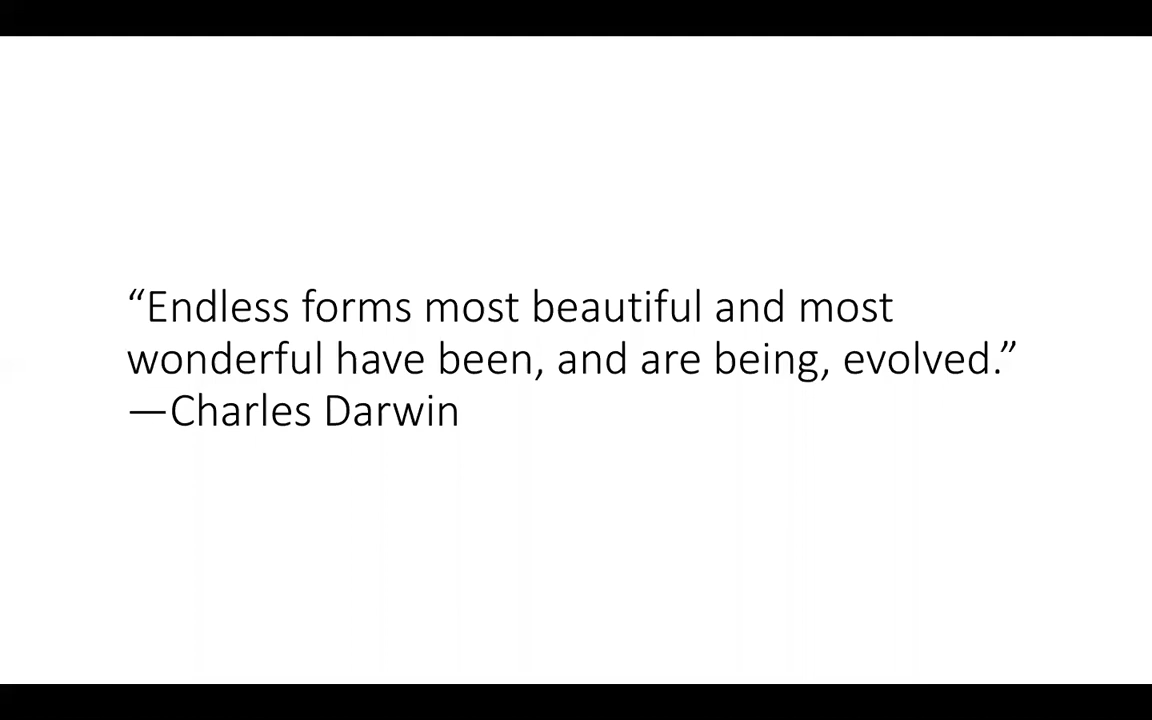 “Endless forms most beautiful and most
wonderful have been, and are being, evolved.”
—Charles Darwin